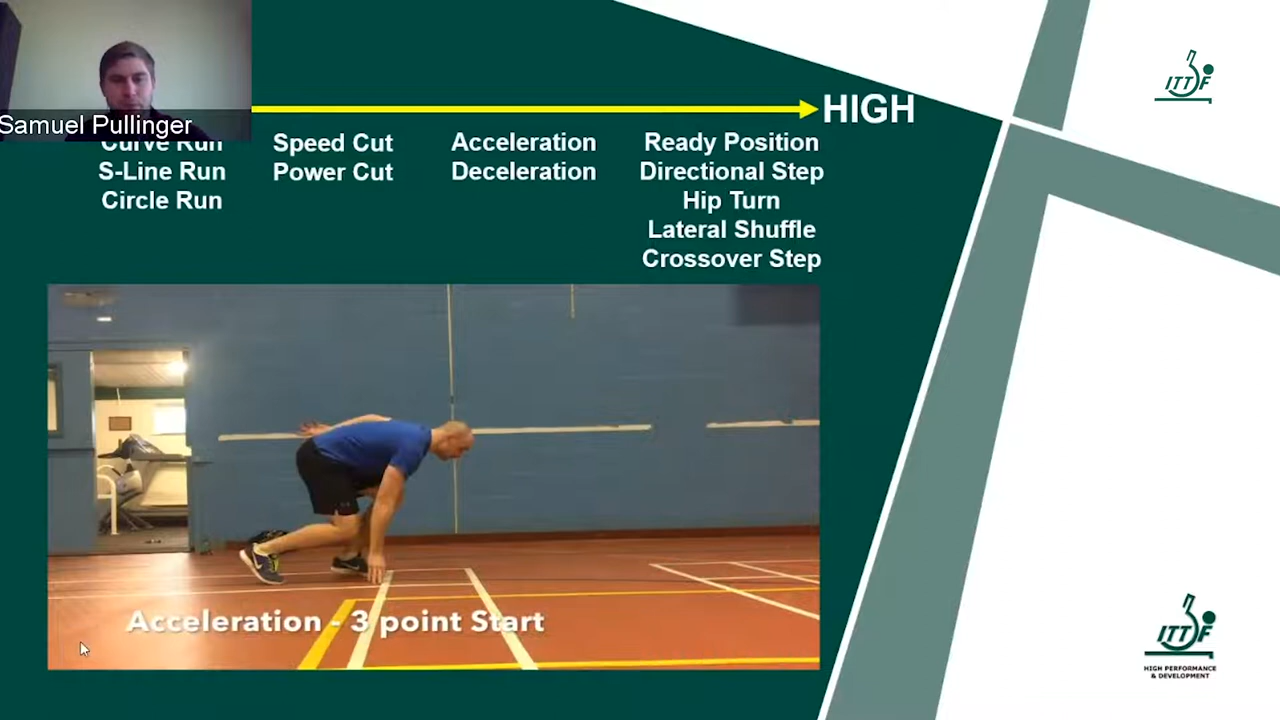 Samuel Pullinger
HIGH
Curve Run
S-Line Run
Circle Run
Speed Cut
Power Cut
Acceleration
Deceleration
Ready Position
Directional Step
Hip Turn
Lateral Shuffle
Crossover Step
Acceleration - 3 point Start
ITTF
ITTF
HIGH PERFORMANCE
& DEVELOPMENT